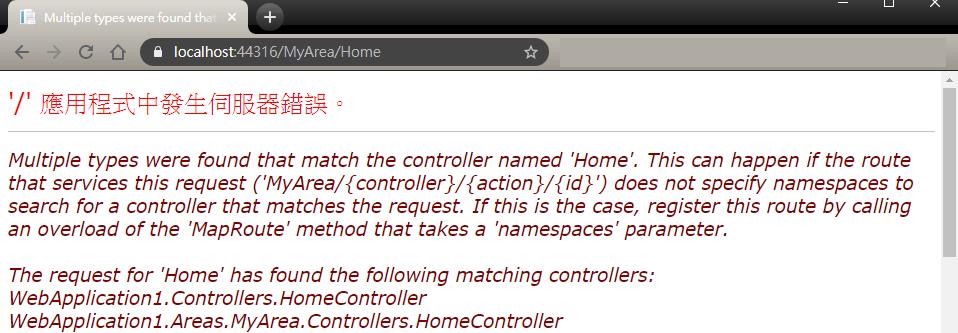 Multiple types were found that
localhost:44316/MyArea/Home
'/' 應用程式中發生伺服器錯誤。
Multiple types were found that match the controller named 'Home'. This can happen if the route
that services this request ('MyArea/{controller}/{action}/{id}') does not specify namespaces to
search for a controller that matches the request. If this is the case, register this route by calling
an overload of the 'MapRoute' method that takes a 'namespaces' parameter.
The request for 'Home' has found the following matching controllers:
WebApplication1.Controllers.HomeController
WebApplication1.Areas.MyArea.Controllers.HomeController